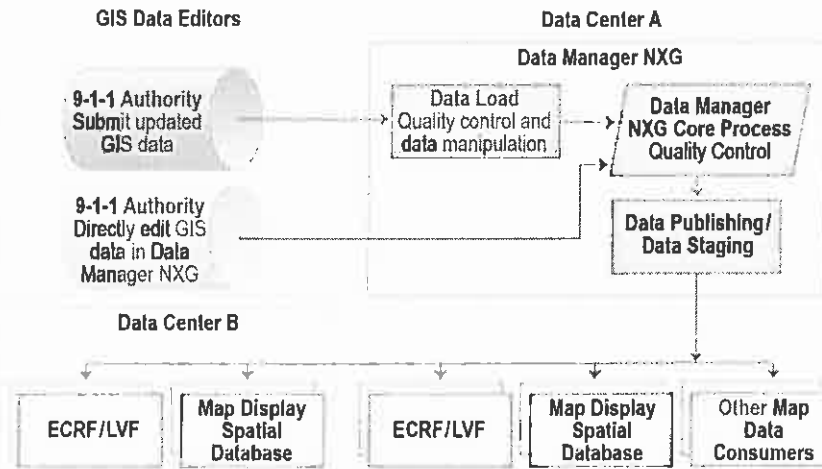 GIS Data Editors
Data Center A
Data Manager NXG
9-1-1 Authority
Submit updated
GIS data
Data Load
Quality control and
data manipulation
Data Manager
NXG Core Process
Quality Control
9-1-1 Authority
Directly edit GIS
data in Data
Manager NXG
Data Publishing/
Data Staging
Data Center B
ECRF/LVF
Map Display
Spatial
Database
ECRF/LVF
Map Display
Spatial
Database
Other Map
Data
Consumers